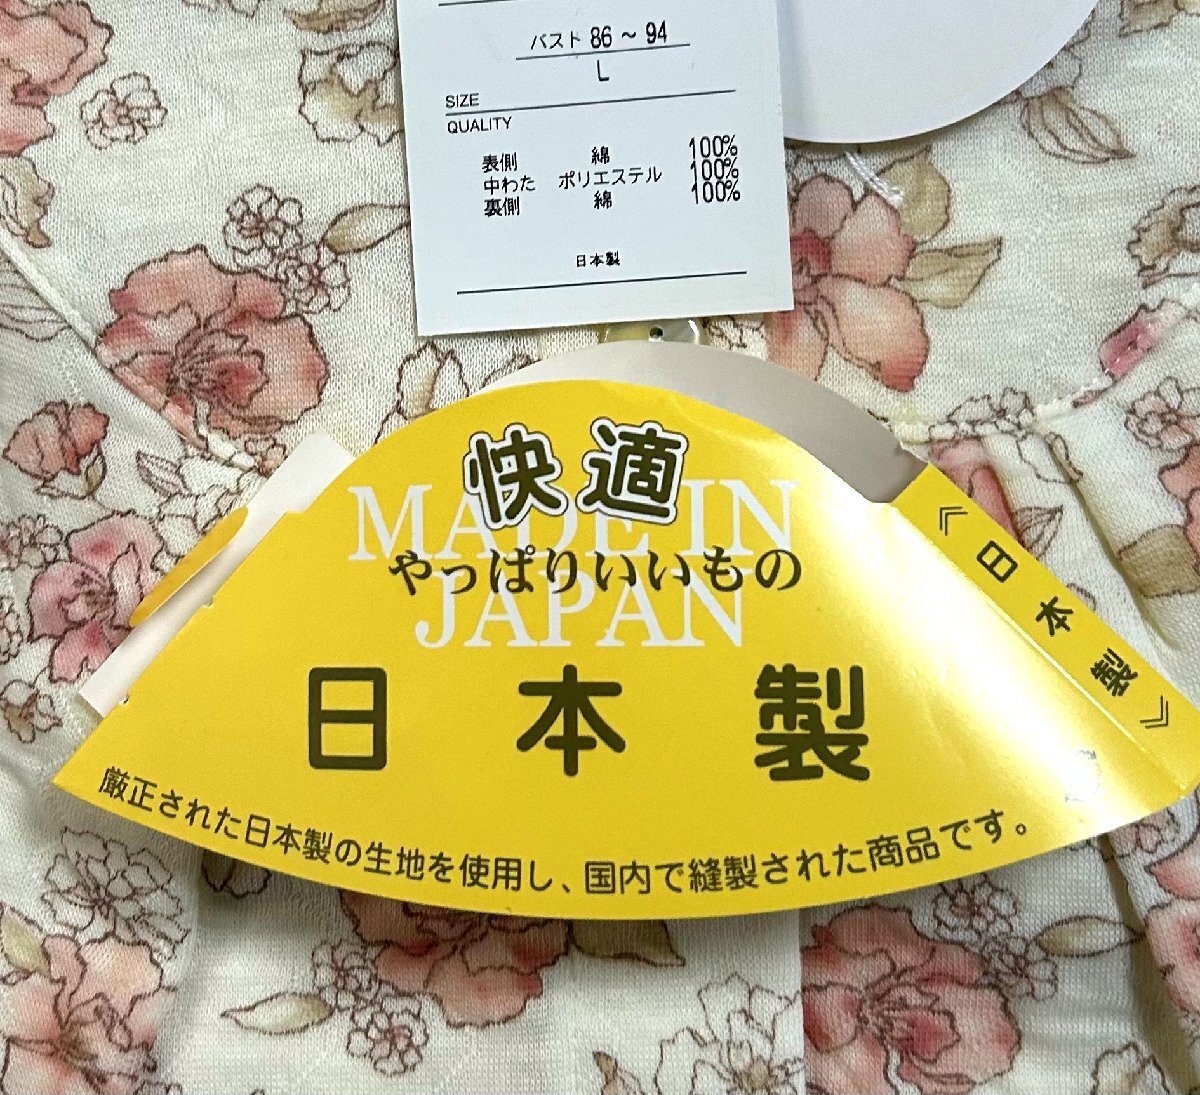 バスト 86 ~ 94
L
SIZE
QUALITY
表側 綿 100%
中わた ポリエステル 100%
裏側 綿 100%
日本製
快適
MADE IN
やっぱりいいもの
JAPAN
日本製
厳正された日本製の生地を使用し、国内で縫製された商品です。
《日本製》